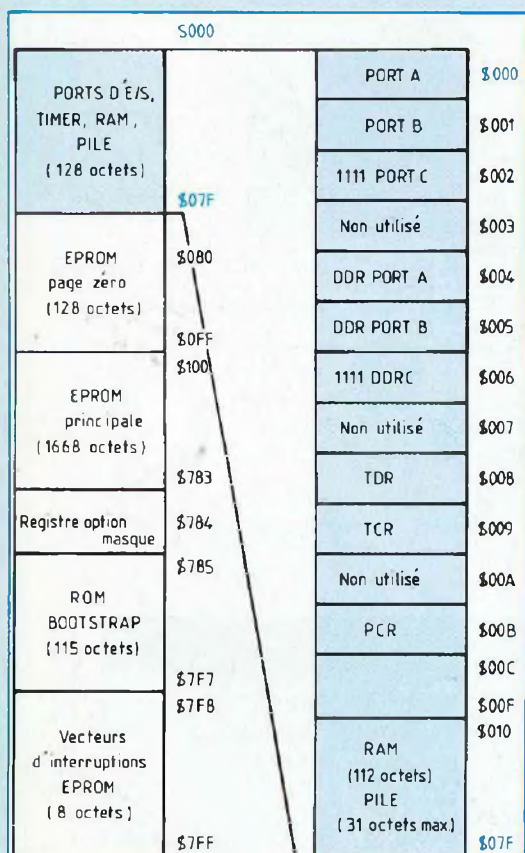 $000
PORTS D'E/S,
TIMER, RAM,
PILE
(128 octets)
$07F
EPROM
page zéro
(128 octets)
$080
$0FF
EPROM
principale
(1668 octets)
$100
$783
Registre option
masque
$784
ROM
BOOTSTRAP
(115 octets)
$785
$7F7
Vecteurs
d'interruptions
EPROM
(8 octets)
$7F8
$7FF
PORT A
$000
PORT B
$001
1111 PORT C
$002
Non utilisé
$003
DDR PORT A
$004
DDR PORT B
$005
1111 DDRC
$006
Non utilisé
$007
TDR
$008
TCR
$009
Non utilisé
$00A
PCR
$00B
$00C
$00F
$010
RAM
(112 octets)
PILE
(31 octets max.)
$07F